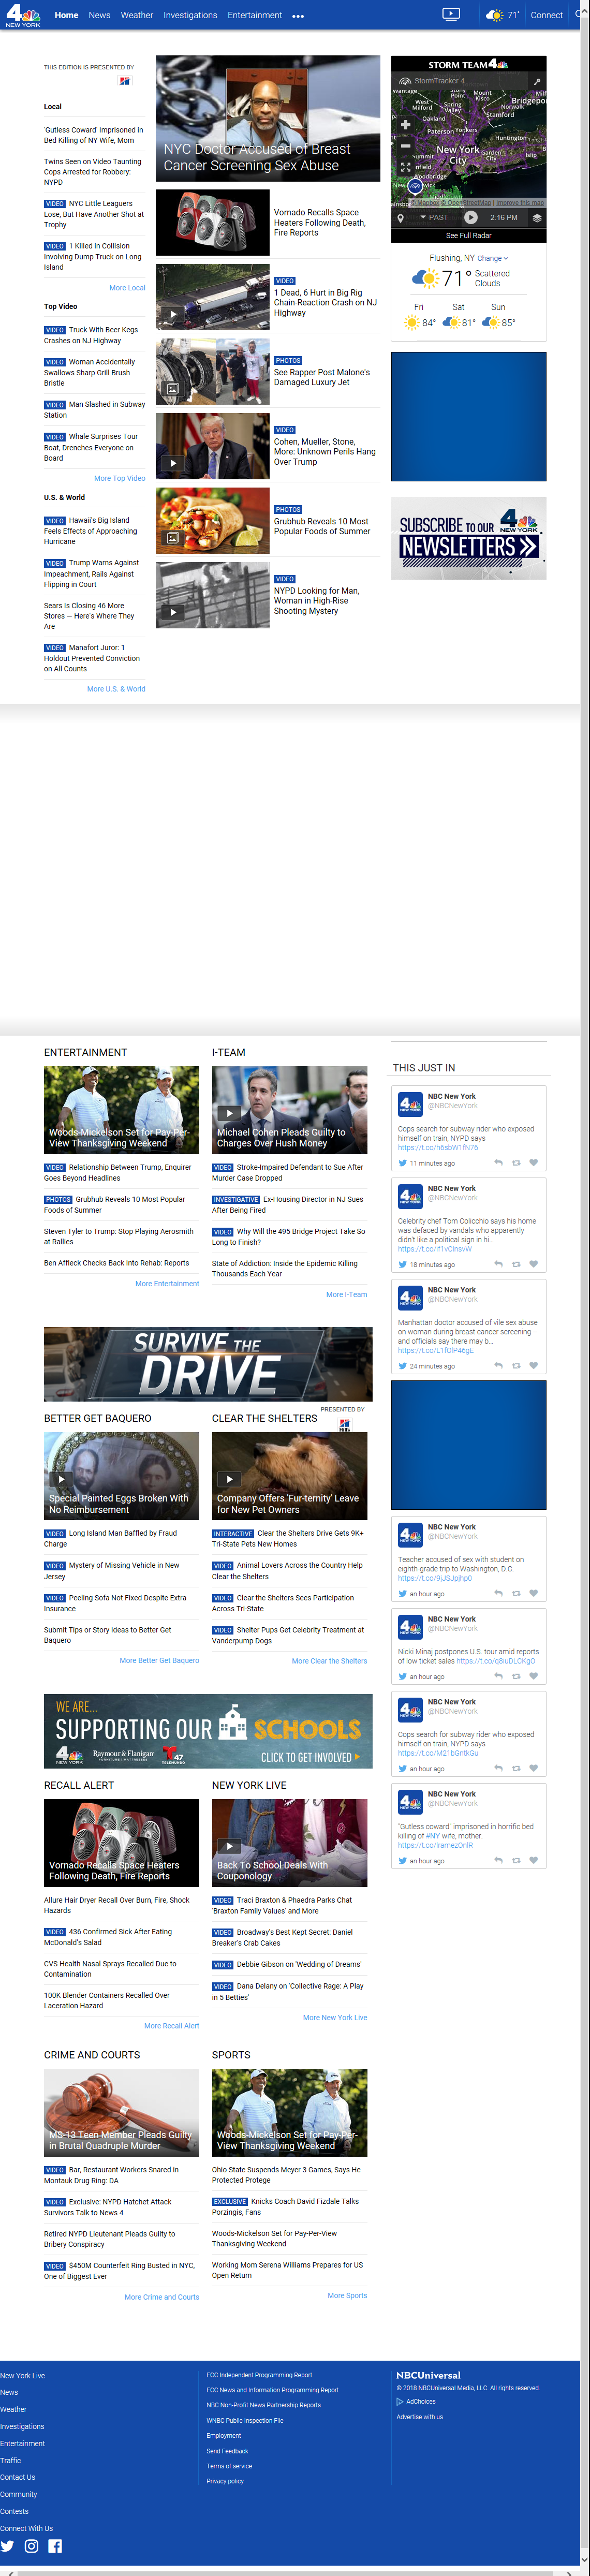 4
NEW YORK
Home
News
Weather
Investigations
Entertainment
71°
Connect
THIS EDITION IS PRESENTED BY
Local
'Gutless Coward' Imprisoned in
Bed Killing of NY Wife, Mom
Twins Seen on Video Taunting
Cops Arrested for Robbery:
NYPD
VIDEO NYC Little Leaguers
Lose, But Have Another Shot at
Trophy
VIDEO 1 Killed in Collision
Involving Dump Truck on Long
Island
More Local
Top Video
VIDEO Truck With Beer Kegs
Crashes on NJ Highway
VIDEO Woman Accidentally
Swallows Sharp Grill Brush
Bristle
VIDEO Man Slashed in Subway
Station
VIDEO Whale Surprises Tour
Boat, Drenches Everyone on
Board
More Top Video
U.S. & World
VIDEO Hawaii's Big Island
Feels Effects of Approaching
Hurricane
VIDEO Trump Warns Against
Impeachment, Rails Against
Flipping in Court
Sears Is Closing 46 More
Stores — Here's Where They
Are
VIDEO Manafort Juror: 1
Holdout Prevented Conviction
on All Counts
More U.S. & World
NYC Doctor Accused of Breast
Cancer Screening Sex Abuse
Vornado Recalls Space
Heaters Following Death,
Fire Reports
VIDEO
1 Dead, 6 Hurt in Big Rig
Chain-Reaction Crash on NJ
Highway
PHOTOS
See Rapper Post Malone's
Damaged Luxury Jet
VIDEO
Cohen, Mueller, Stone,
More: Unknown Perils Hang
Over Trump
PHOTOS
Grubhub Reveals 10 Most
Popular Foods of Summer
VIDEO
NYPD Looking for Man,
Woman in High-Rise
Shooting Mystery
STORM TEAM 4
StormTracker 4
West Milford
Stony Point
Spring Valley
Mount Kisco
Norwalk
Bridgeport
Stamford
Oakland
Paterson
Yonkers
Huntington
New York City
Garden City
Islip
© Mapbox © OpenStreetMap | Improve this map
PAST
2:16 PM
See Full Radar
Flushing, NY Change
71° Scattered
Clouds
Fri
Sat
Sun
84°
81°
85°
SUBSCRIBE TO OUR
NEW YORK
NEWSLETTERS
ENTERTAINMENT
Woods-Mickelson Set for Pay-Per-
View Thanksgiving Weekend
VIDEO Relationship Between Trump, Enquirer
Goes Beyond Headlines
PHOTOS Grubhub Reveals 10 Most Popular
Foods of Summer
Steven Tyler to Trump: Stop Playing Aerosmith
at Rallies
Ben Affleck Checks Back Into Rehab: Reports
More Entertainment
I-TEAM
Michael Cohen Pleads Guilty to
Charges Over Hush Money
VIDEO Stroke-Impaired Defendant to Sue After
Murder Case Dropped
INVESTIGATIVE Ex-Housing Director in NJ Sues
After Being Fired
VIDEO Why Will the 495 Bridge Project Take So
Long to Finish?
State of Addiction: Inside the Epidemic Killing
Thousands Each Year
More I-Team
THIS JUST IN
NBC New York
@NBCNewYork
Cops search for subway rider who exposed
himself on train, NYPD says
https://t.co/h6sbW1fN76
11 minutes ago
NBC New York
@NBCNewYork
Celebrity chef Tom Colicchio says his home
was defaced by vandals who apparently
didn't like a political sign in hi...
18 minutes ago
NBC New York
@NBCNewYork
Manhattan doctor accused of vile sex abuse
on woman during breast cancer screening –
and officials say there may b...
24 minutes ago
SURVIVE THE
DRIVE
PRESENTED BY
BETTER GET BAQUERO
Special Painted Eggs Broken With
No Reimbursement
VIDEO Long Island Man Baffled by Fraud
Charge
VIDEO Mystery of Missing Vehicle in New
Jersey
VIDEO Peeling Sofa Not Fixed Despite Extra
Insurance
Submit Tips or Story Ideas to Better Get
Baquero
More Better Get Baquero
CLEAR THE SHELTERS
Company Offers 'Fur-ternity' Leave
for New Pet Owners
INTERACTIVE Clear the Shelters Drive Gets 9K+
Tri-State Pets New Homes
VIDEO Animal Lovers Across the Country Help
Clear the Shelters
VIDEO Clear the Shelters Sees Participation
Across Tri-State
VIDEO Shelter Pups Get Celebrity Treatment at
Vanderpump Dogs
More Clear the Shelters
NBC New York
@NBCNewYork
Teacher accused of sex with student on
eighth-grade trip to Washington, D.C.
https://t.co/9jJSJpjhp0
an hour ago
NBC New York
@NBCNewYork
Nicki Minaj postpones U.S. tour amid reports
of low ticket sales https://t.co/q8iuDLCKgO
an hour ago
NBC New York
@NBCNewYork
Cops search for subway rider who exposed
himself on train, NYPD says
https://t.co/M21bGntkGu
an hour ago
NBC New York
@NBCNewYork
"Gutless coward" imprisoned in horrific bed
killing of #NY wife, mother.
an hour ago
WE ARE...
SUPPORTING OUR SCHOOLS
4 NEW YORK
Raymour & Flanigan
FURNITURE | MATTRESSES
47
TELEMUNDO
CLICK TO GET INVOLVED
RECALL ALERT
Vornado Recalls Space Heaters
Following Death, Fire Reports
Allure Hair Dryer Recall Over Burn, Fire, Shock
Hazards
VIDEO 436 Confirmed Sick After Eating
McDonald's Salad
CVS Health Nasal Sprays Recalled Due to
Contamination
100K Blender Containers Recalled Over
Laceration Hazard
More Recall Alert
NEW YORK LIVE
Back To School Deals With
Couponology
VIDEO Traci Braxton & Phaedra Parks Chat
'Braxton Family Values' and More
VIDEO Broadway's Best Kept Secret: Daniel
Breaker's Crab Cakes
VIDEO Debbie Gibson on 'Wedding of Dreams'
VIDEO Dana Delany on 'Collective Rage: A Play
in 5 Betties'
More New York Live
CRIME AND COURTS
MS-13 Teen Member Pleads Guilty
in Brutal Quadruple Murder
VIDEO Bar, Restaurant Workers Snared in
Montauk Drug Ring: DA
VIDEO Exclusive: NYPD Hatchet Attack
Survivors Talk to News 4
Retired NYPD Lieutenant Pleads Guilty to
Bribery Conspiracy
VIDEO $450M Counterfeit Ring Busted in NYC,
One of Biggest Ever
More Crime and Courts
SPORTS
Woods-Mickelson Set for Pay-Per-
View Thanksgiving Weekend
Ohio State Suspends Meyer 3 Games, Says He
Protected Protege
EXCLUSIVE Knicks Coach David Fizdale Talks
Porzingis, Fans
Woods-Mickelson Set for Pay-Per-View
Thanksgiving Weekend
Working Mom Serena Williams Prepares for US
Open Return
More Sports
New York Live
News
Weather
Investigations
Entertainment
Traffic
Contact Us
Community
Contests
Connect With Us
FCC Independent Programming Report
FCC News and Information Programming Report
NBC Non-Profit News Partnership Reports
WNBC Public Inspection File
Employment
Send Feedback
Terms of service
Privacy policy
NBCUniversal
© 2018 NBCUniversal Media, LLC. All rights reserved.
AdChoices
Advertise with us